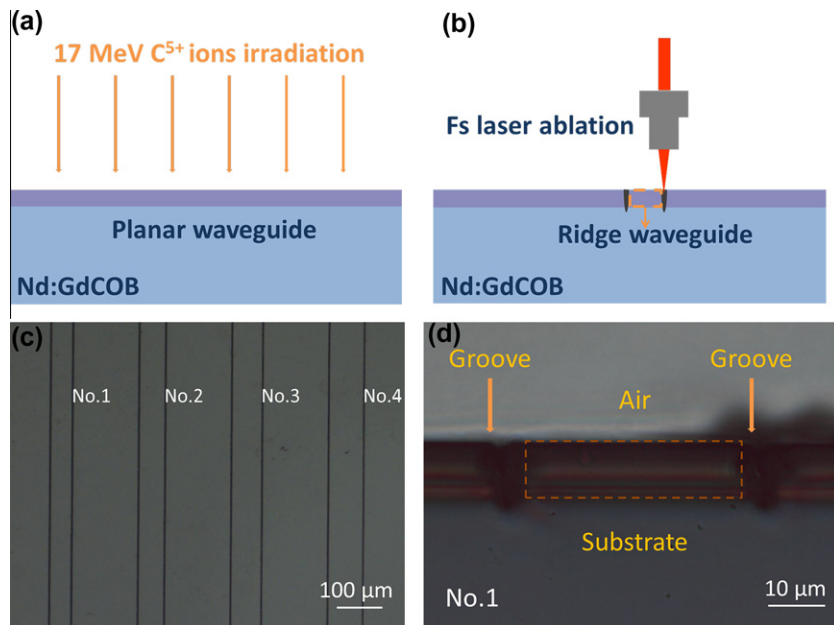 (a)
17 MeV C⁵⁺ ions irradiation
Planar waveguide
Nd:GdCOB
(b)
Fs laser ablation
Ridge waveguide
Nd:GdCOB
(c)
No.1 No.2 No.3 No.4
100 μm
(d)
Groove Groove
Air
Substrate
No.1
10 μm